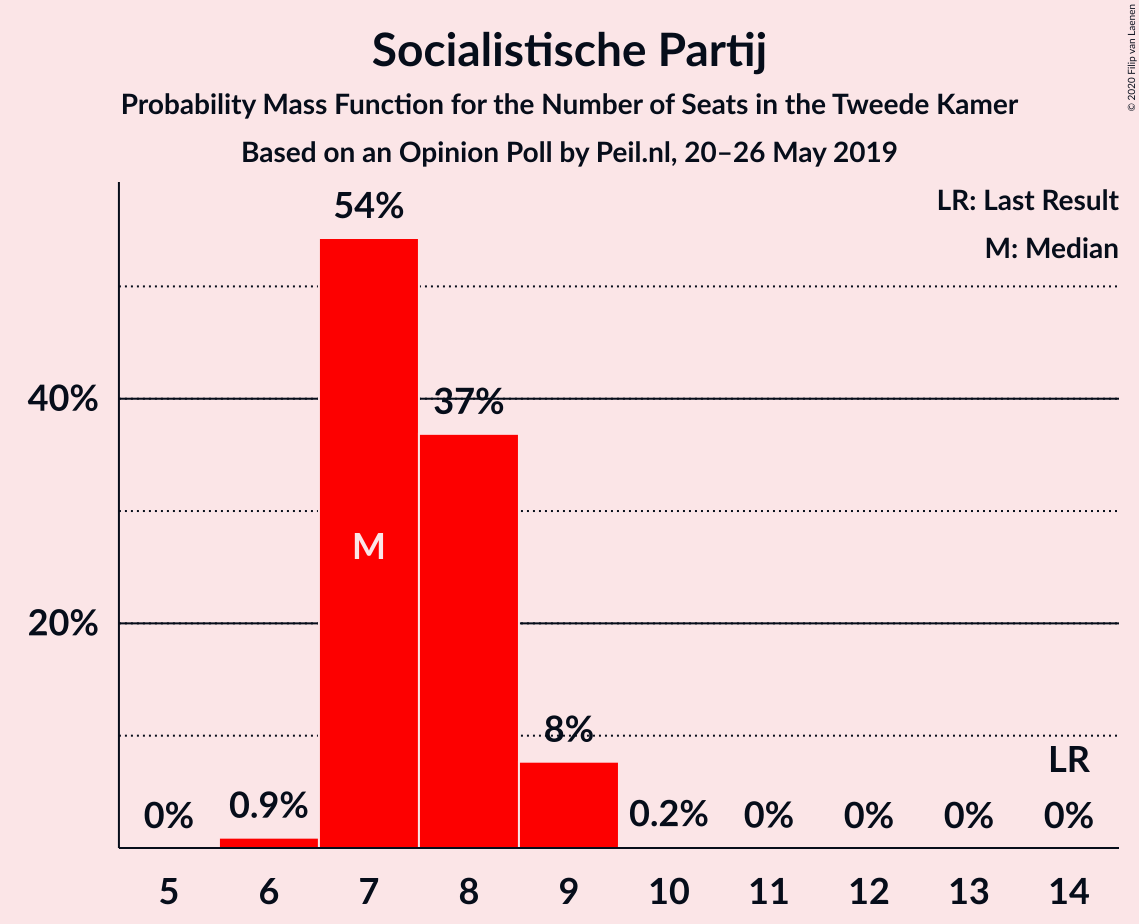 Socialistische Partij
Probability Mass Function for the Number of Seats in the Tweede Kamer
Based on an Opinion Poll by Peil.nl, 20–26 May 2019
© 2020 Filip van Laenen
LR: Last Result
M: Median
54%
40%
37%
M
20%
8%
LR
0%
0.9%
0.2%
0%
0%
0%
0%
5 6 7 8 9 10 11 12 13 14